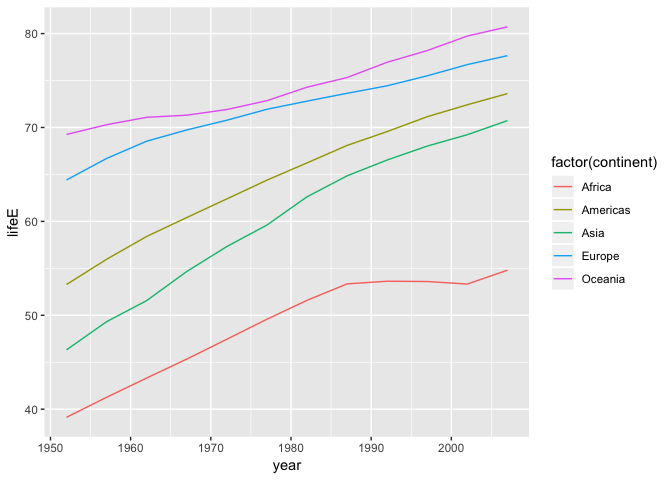 80
70
60
50
40
lifeE
1950
1960
1970
1980
1990
2000
year
factor(continent)
Africa
Americas
Asia
Europe
Oceania